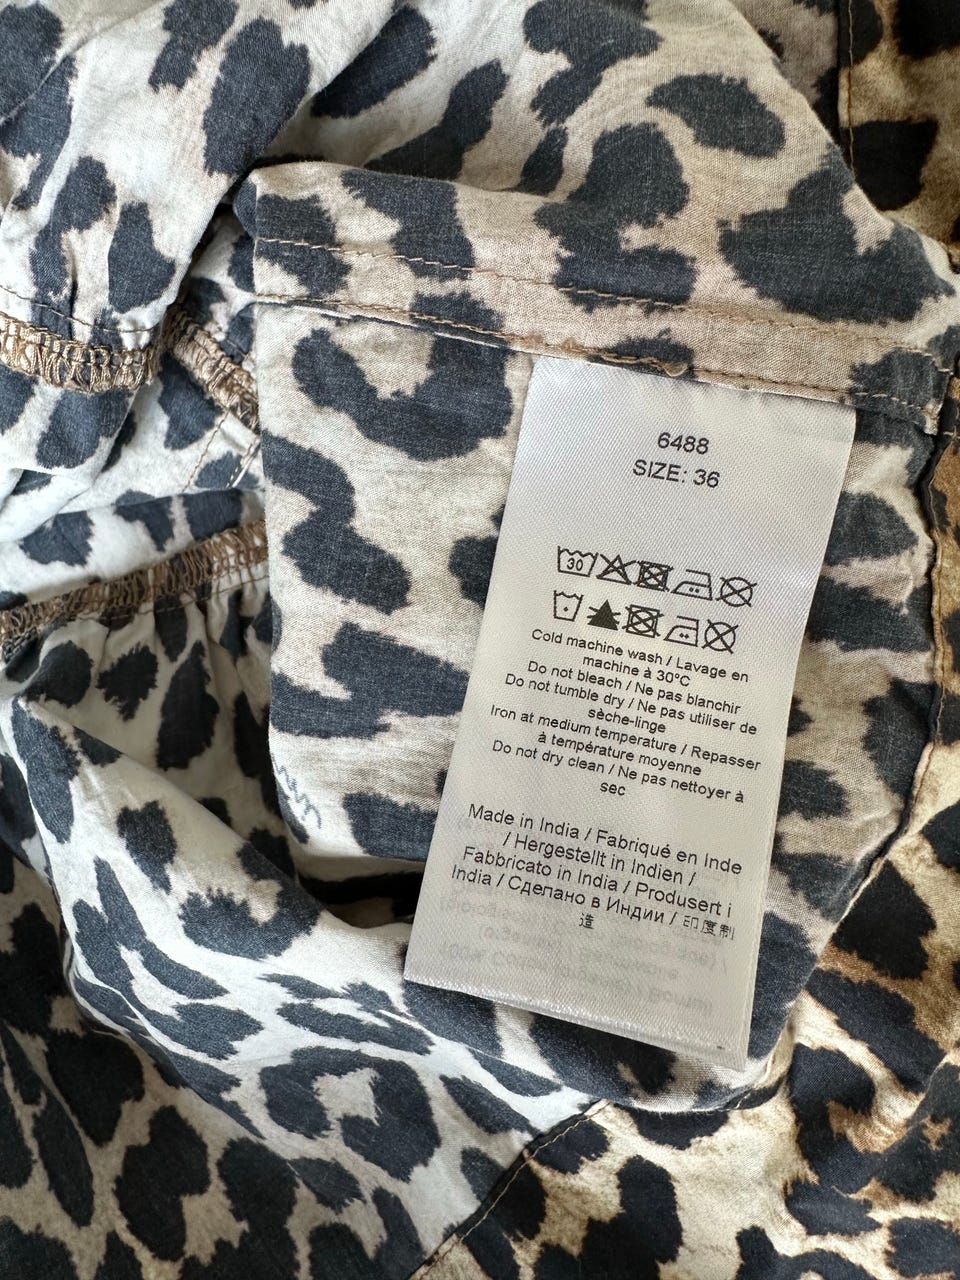 6488
SIZE: 36
30
Cold machine wash / Lavage en
machine à 30°C
Do not bleach / Ne pas blanchir
Do not tumble dry / Ne pas utiliser de
sèche-linge
Iron at medium temperature / Repasser
à température moyenne
Do not dry clean / Ne pas nettoyer à
sec
Made in India / Fabriqué en Inde
/ Hergestellt in Indien /
Fabbricato in India / Produsert i
India / Сделано в Индии / 印度制
造